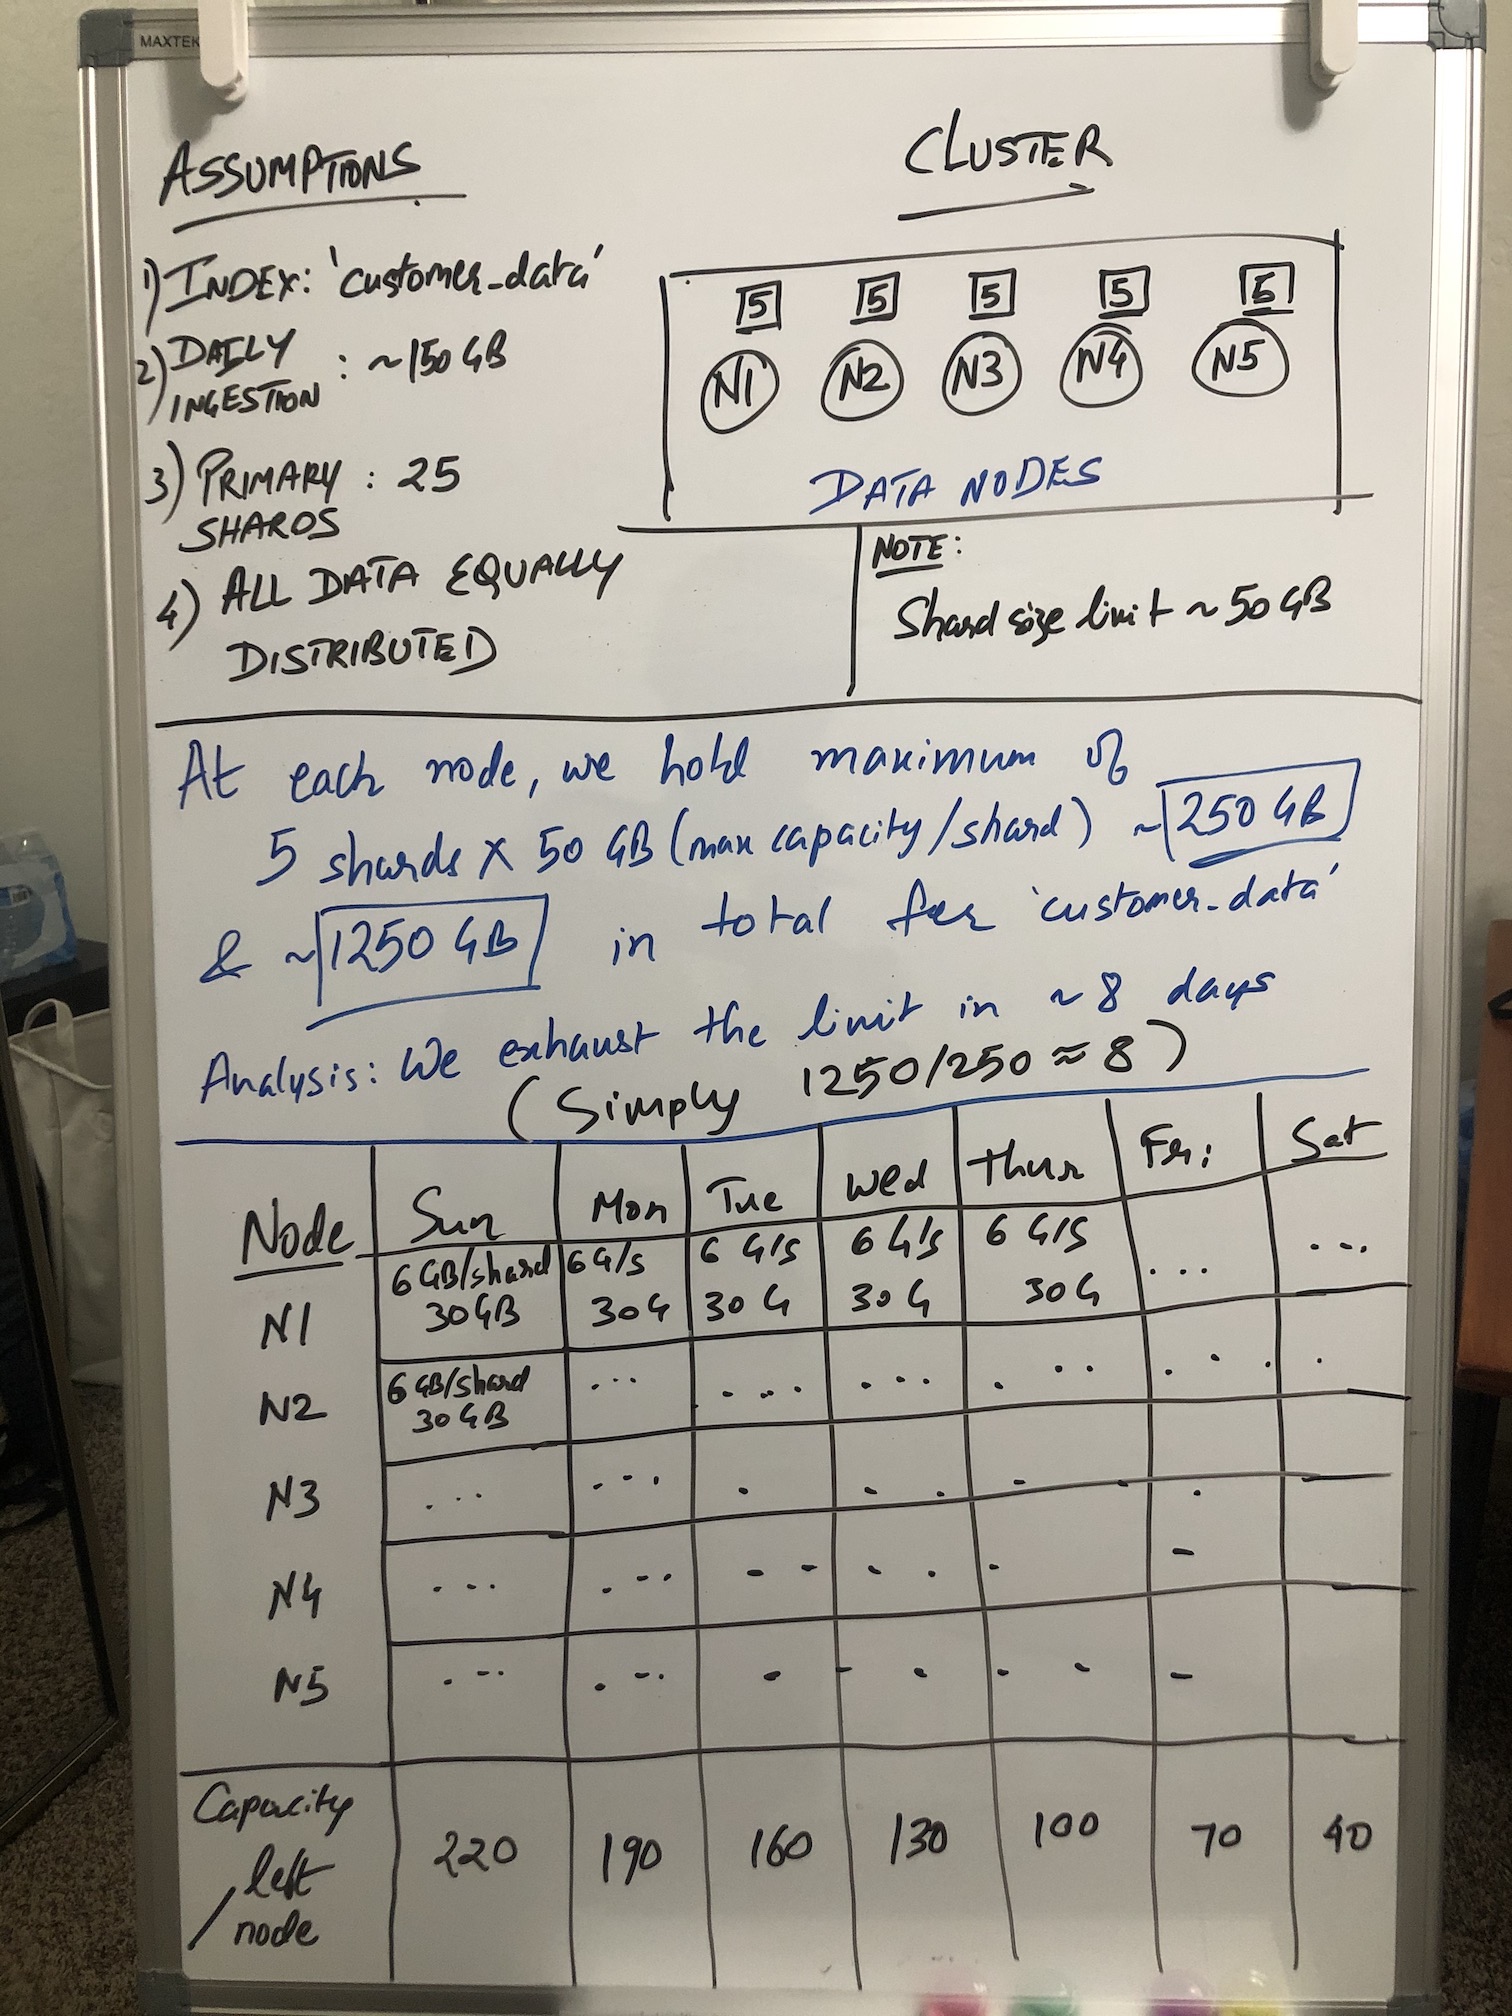 MAXTEK
ASSUMPTIONS
1) INDEX: 'customer_data'
2) DAILY
INGESTION : ~150 GB
3) PRIMARY : 25
SHARDS
4) ALL DATA EQUALLY
DISTRIBUTED
CLUSTER
5 5 5 5 5
N1 N2 N3 N4 N5
DATA NODES
NOTE:
Shard size limit ~ 50 GB
At each node, we hold maximum of
5 shards x 50 GB (max capacity/shard) ~ 250 GB
& ~ 1250 GB in total for 'customer_data'
Analysis: We exhaust the limit in ~ 8 days
(Simply 1250/250 ≈ 8)
Node Sun Mon Tue Wed Thur Fri Sat
N1 6 GB/shard 6 G/s 6 G/s 6 G/s 6 G/s ... ...
30 GB 30 G 30 G 30 G 30 G
N2 6 GB/shard ... ... ... ... ... .
30 GB
N3 ... ... . . . - .
N4 ... ... - - . . . -
N5 ... ... - - - - - -
Capacity
left 220 190 160 130 100 70 40
/node